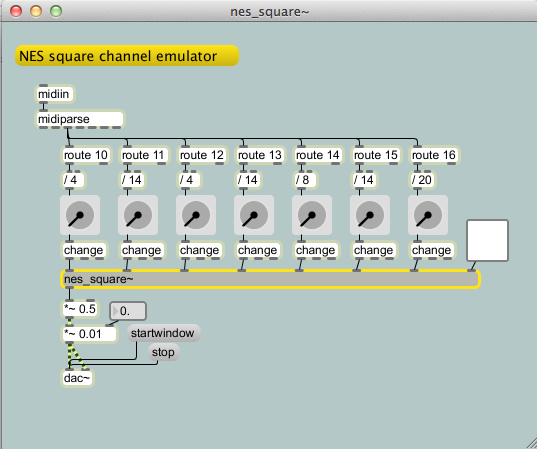 nes_square~
NES square channel emulator
midiin
midiparse
route 10 route 11 route 12 route 13 route 14 route 15 route 16
/ 4 / 14 / 4 / 14 / 8 / 14 / 20
change change change change change change change
nes_square~
*~ 0.5 0.
*~ 0.01 startwindow
stop
dac~